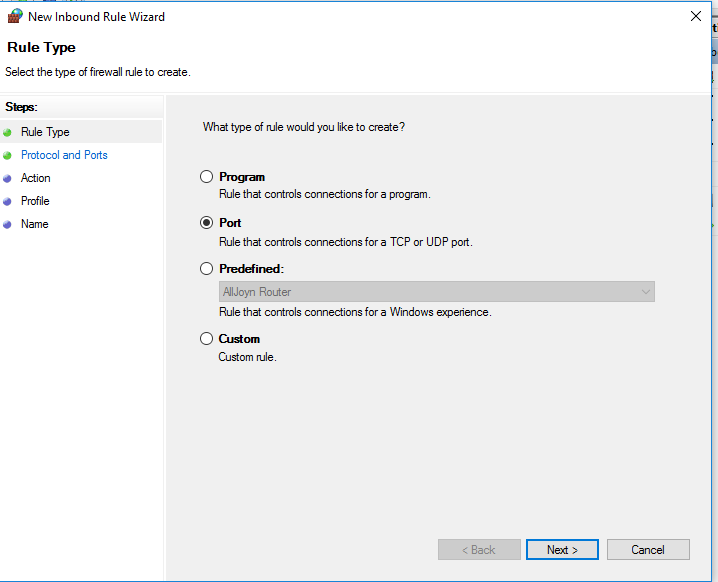 New Inbound Rule Wizard
Rule Type
Select the type of firewall rule to create.
Steps:
Rule Type
Protocol and Ports
Action
Profile
Name
What type of rule would you like to create?
Program
Rule that controls connections for a program.
Port
Rule that controls connections for a TCP or UDP port.
Predefined:
AllJoyn Router
Rule that controls connections for a Windows experience.
Custom
Custom rule.
< Back
Next >
Cancel